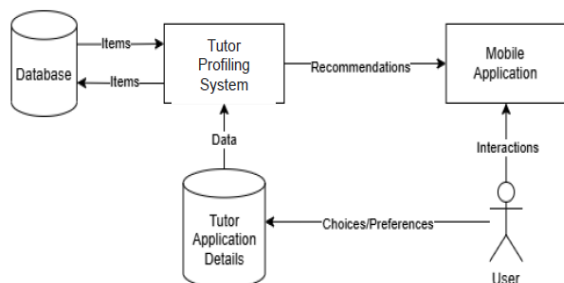 Database
Items
Items
Tutor
Profiling
System
Recommendations
Mobile
Application
Data
Interactions
Tutor
Application
Details
Choices/Preferences
User